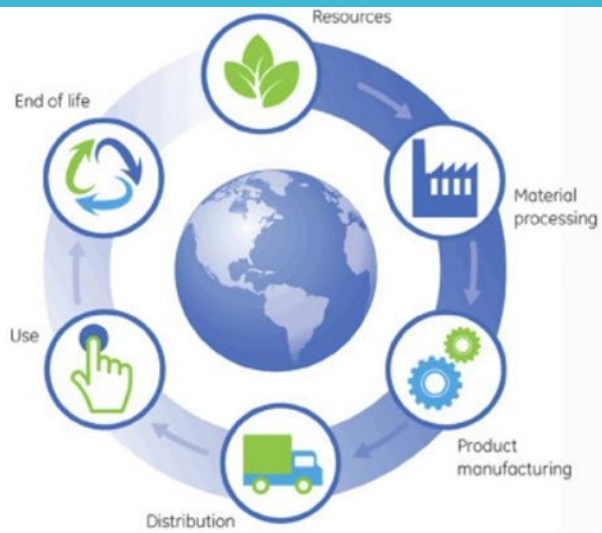 Resources
Material
processing
Product
manufacturing
Distribution
Use
End of life